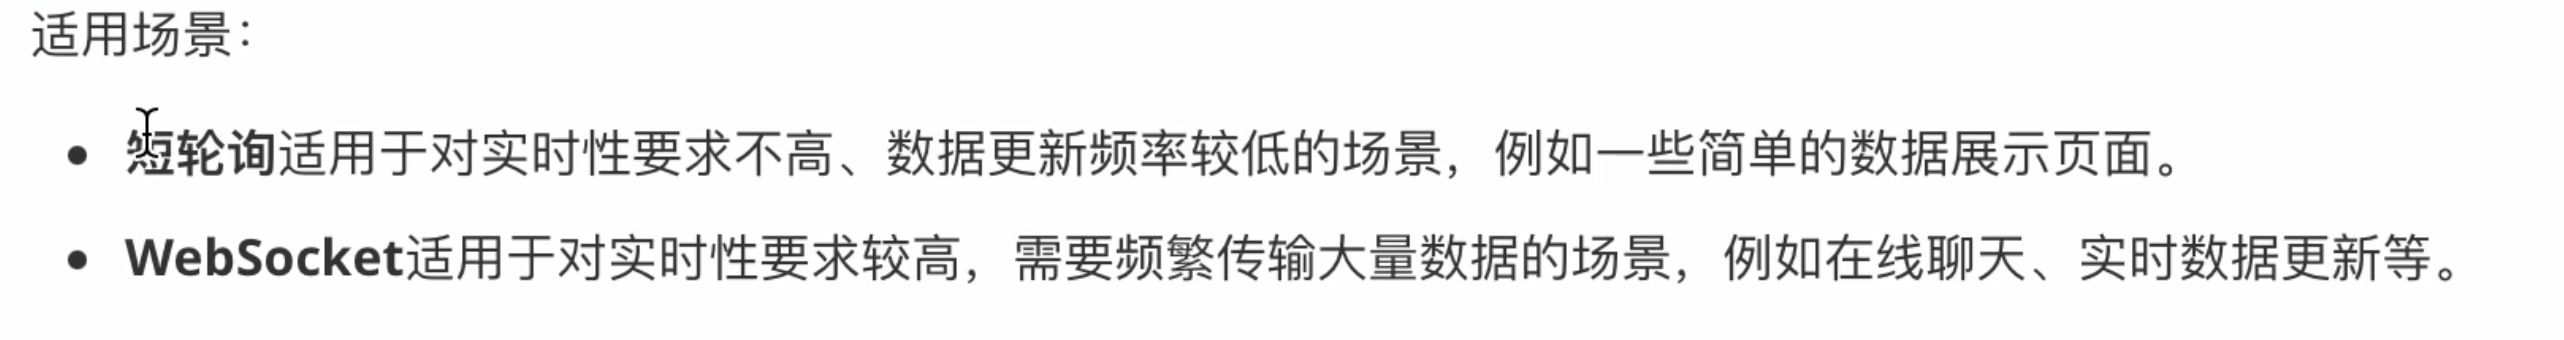 适用场景：
短轮询适用于对实时性要求不高、数据更新频率较低的场景，例如一些简单的数据展示页面。
WebSocket适用于对实时性要求较高，需要频繁传输大量数据的场景，例如在线聊天、实时数据更新等。